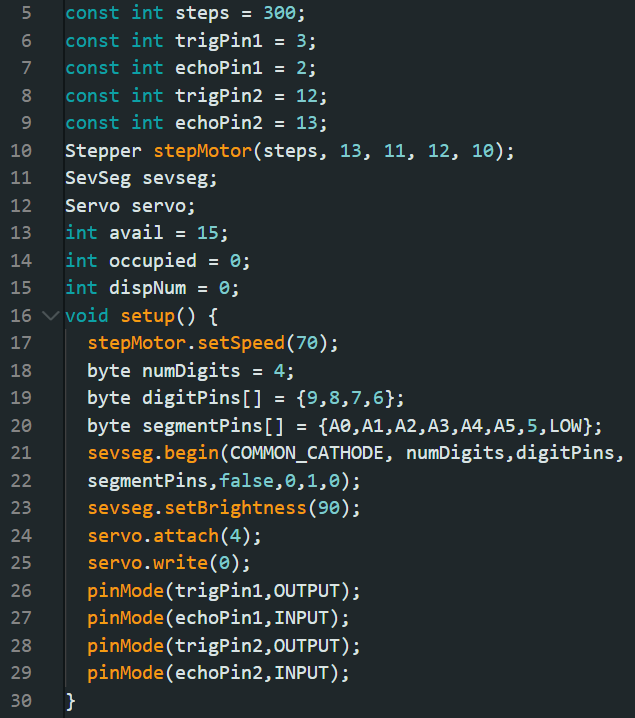 5 const int steps = 300;
6 const int trigPin1 = 3;
7 const int echoPin1 = 2;
8 const int trigPin2 = 12;
9 const int echoPin2 = 13;
10 Stepper stepMotor(steps, 13, 11, 12, 10);
11 SevSeg sevseg;
12 Servo servo;
13 int avail = 15;
14 int occupied = 0;
15 int dispNum = 0;
16 void setup() {
17 stepMotor.setSpeed(70);
18 byte numDigits = 4;
19 byte digitPins[] = {9,8,7,6};
20 byte segmentPins[] = {A0,A1,A2,A3,A4,A5,5,LOW};
21 sevseg.begin(COMMON_CATHODE, numDigits,digitPins,
22 segmentPins,false,0,1,0);
23 sevseg.setBrightness(90);
24 servo.attach(4);
25 servo.write(0);
26 pinMode(trigPin1,OUTPUT);
27 pinMode(echoPin1,INPUT);
28 pinMode(trigPin2,OUTPUT);
29 pinMode(echoPin2,INPUT);
30 }